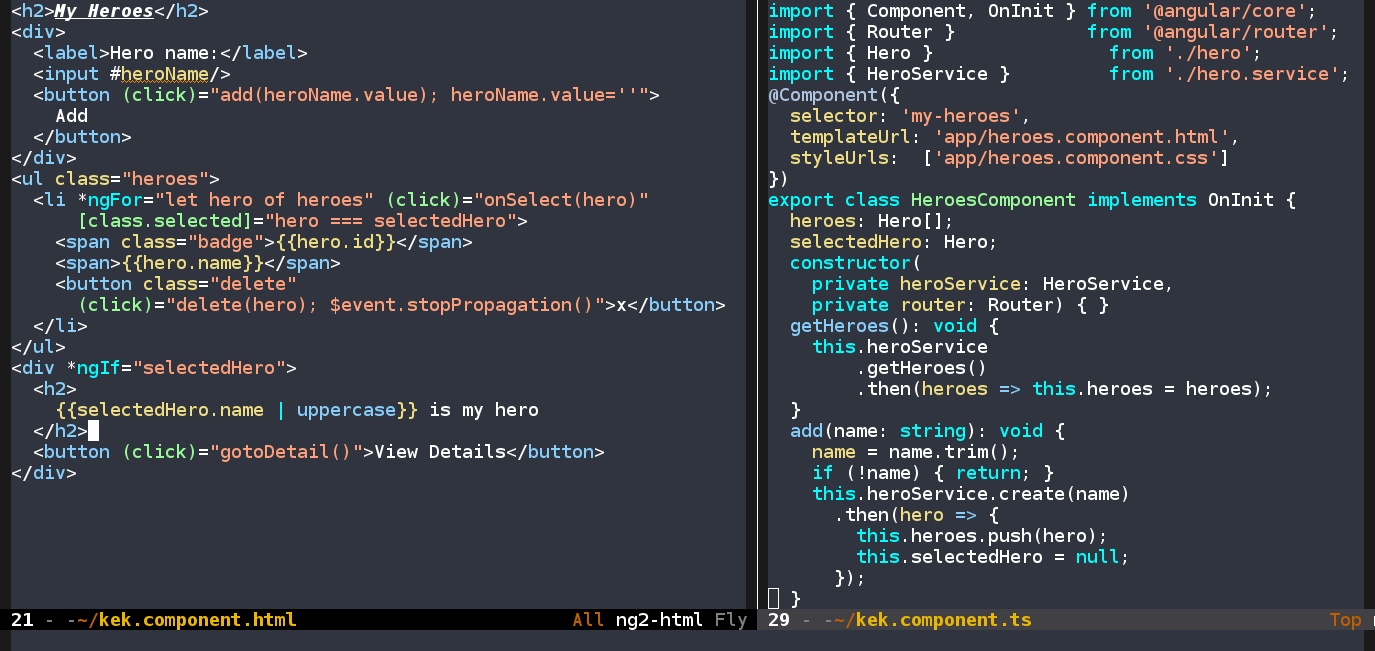 <h2>My Heroes</h2>
<div>
  <label>Hero name:</label>
  <input #heroName/>
  <button (click)="add(heroName.value); heroName.value=''">
    Add
  </button>
</div>
<ul class="heroes">
  <li *ngFor="let hero of heroes" (click)="onSelect(hero)"
      [class.selected]="hero === selectedHero">
    <span class="badge">{{hero.id}}</span>
    <span>{{hero.name}}</span>
    <button class="delete"
      (click)="delete(hero); $event.stopPropagation()">x</button>
  </li>
</ul>
<div *ngIf="selectedHero">
  <h2>
    {{selectedHero.name | uppercase}} is my hero
  </h2>
  <button (click)="gotoDetail()">View Details</button>
</div>
21 - -~/kek.component.html All ng2-html Fly
import { Component, OnInit } from '@angular/core';
import { Router }            from '@angular/router';
import { Hero }                from './hero';
import { HeroService }         from './hero.service';
@Component({
  selector: 'my-heroes',
  templateUrl: 'app/heroes.component.html',
  styleUrls:  ['app/heroes.component.css']
})
export class HeroesComponent implements OnInit {
  heroes: Hero[];
  selectedHero: Hero;
  constructor(
    private heroService: HeroService,
    private router: Router) { }
  getHeroes(): void {
    this.heroService
        .getHeroes()
        .then(heroes => this.heroes = heroes);
  }
  add(name: string): void {
    name = name.trim();
    if (!name) { return; }
    this.heroService.create(name)
      .then(hero => {
        this.heroes.push(hero);
        this.selectedHero = null;
      });
  }
29 - -~/kek.component.ts Top